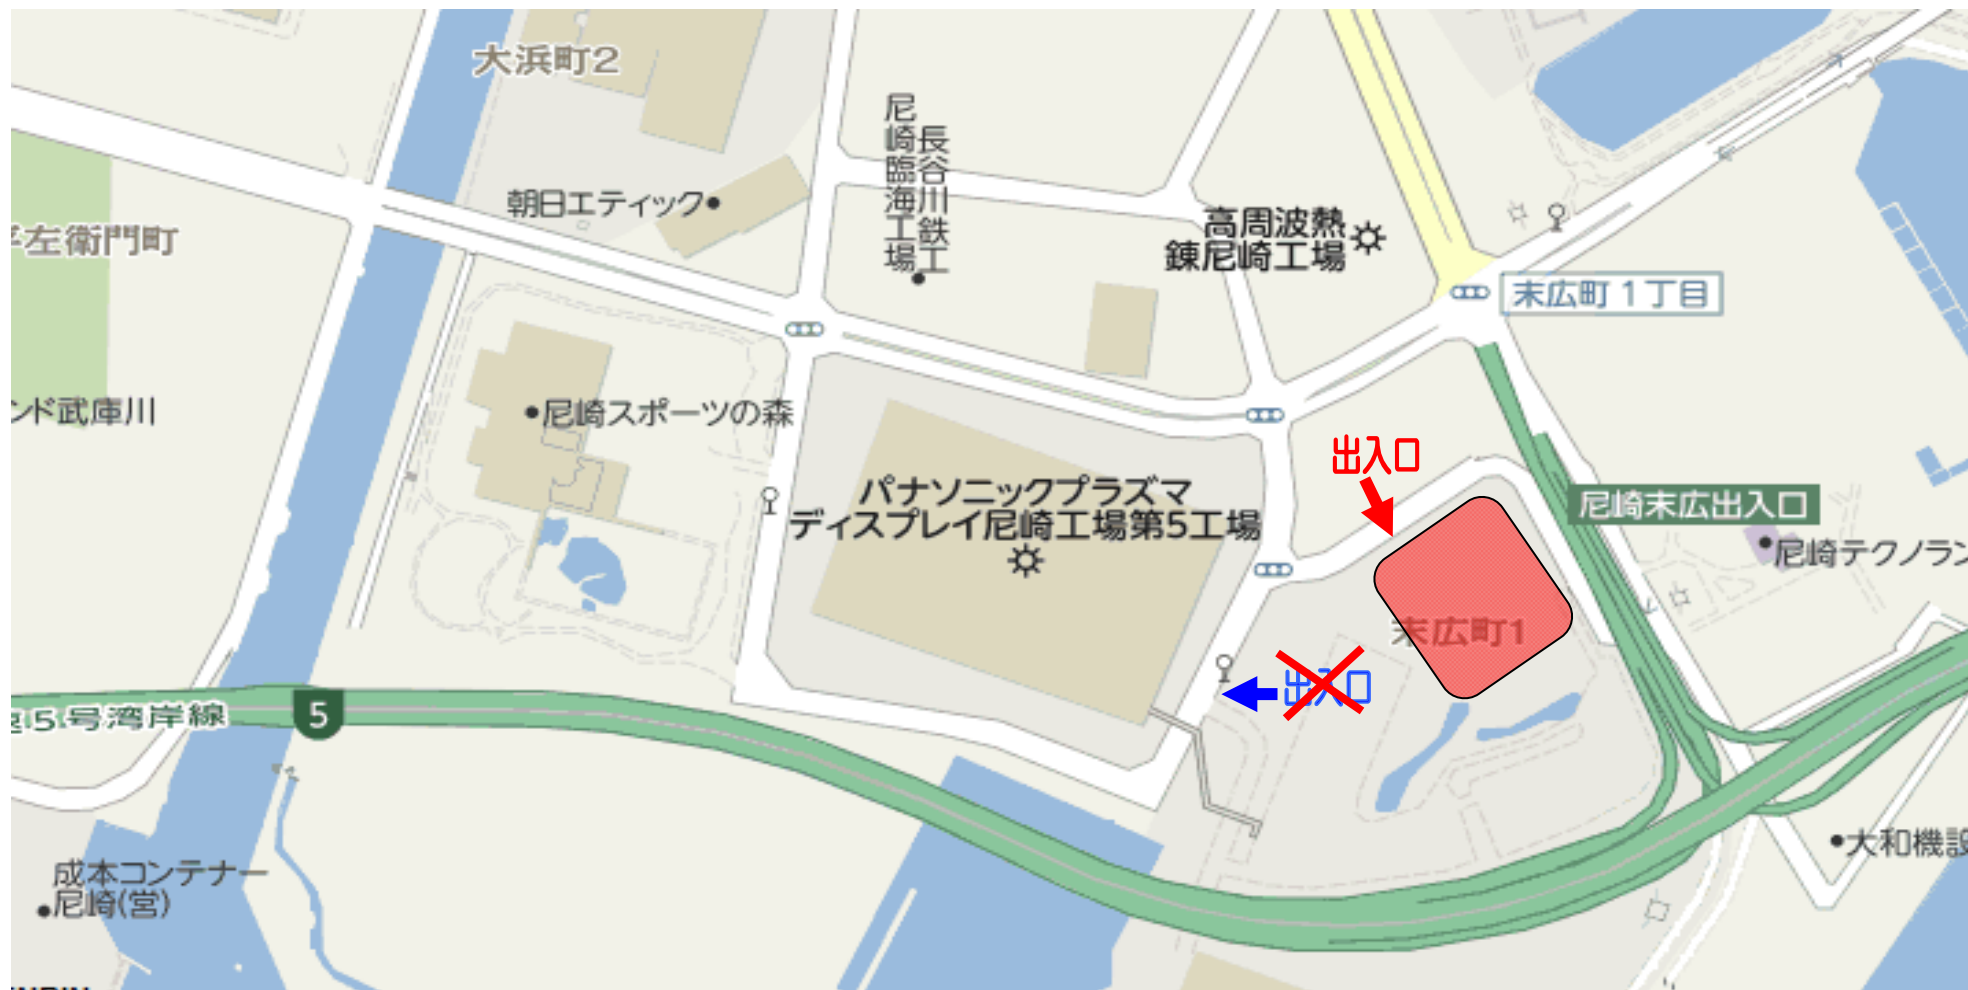 大浜町2
尼崎臨海工場
長谷川鉄工
朝日エティック
高周波熱
錬尼崎工場
左衛門町
末広町1丁目
ンド武庫川
尼崎スポーツの森
出入口
パナソニックプラズマ
ディスプレイ尼崎工場第5工場
尼崎末広出入口
尼崎テクノラン
末広町1
出入口
5号湾岸線
5
大和機設
成本コンテナー
尼崎(営)